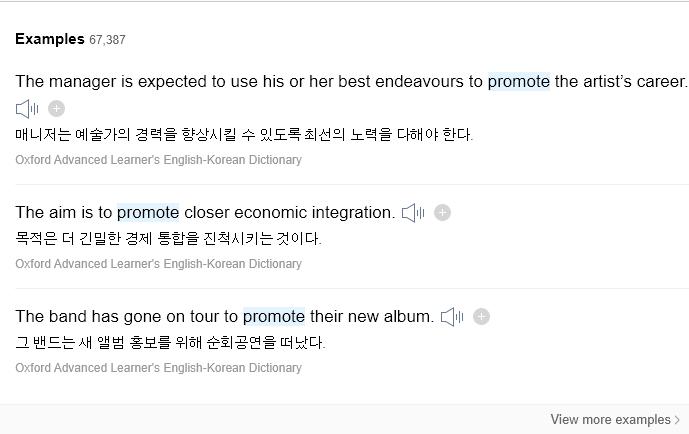 Examples 67,387
The manager is expected to use his or her best endeavours to promote the artist's career.
매니저는 예술가의 경력을 향상시킬 수 있도록 최선의 노력을 다해야 한다.
Oxford Advanced Learner's English-Korean Dictionary
The aim is to promote closer economic integration.
목적은 더 긴밀한 경제 통합을 진척시키는 것이다.
Oxford Advanced Learner's English-Korean Dictionary
The band has gone on tour to promote their new album.
그 밴드는 새 앨범 홍보를 위해 순회공연을 떠났다.
Oxford Advanced Learner's English-Korean Dictionary
View more examples